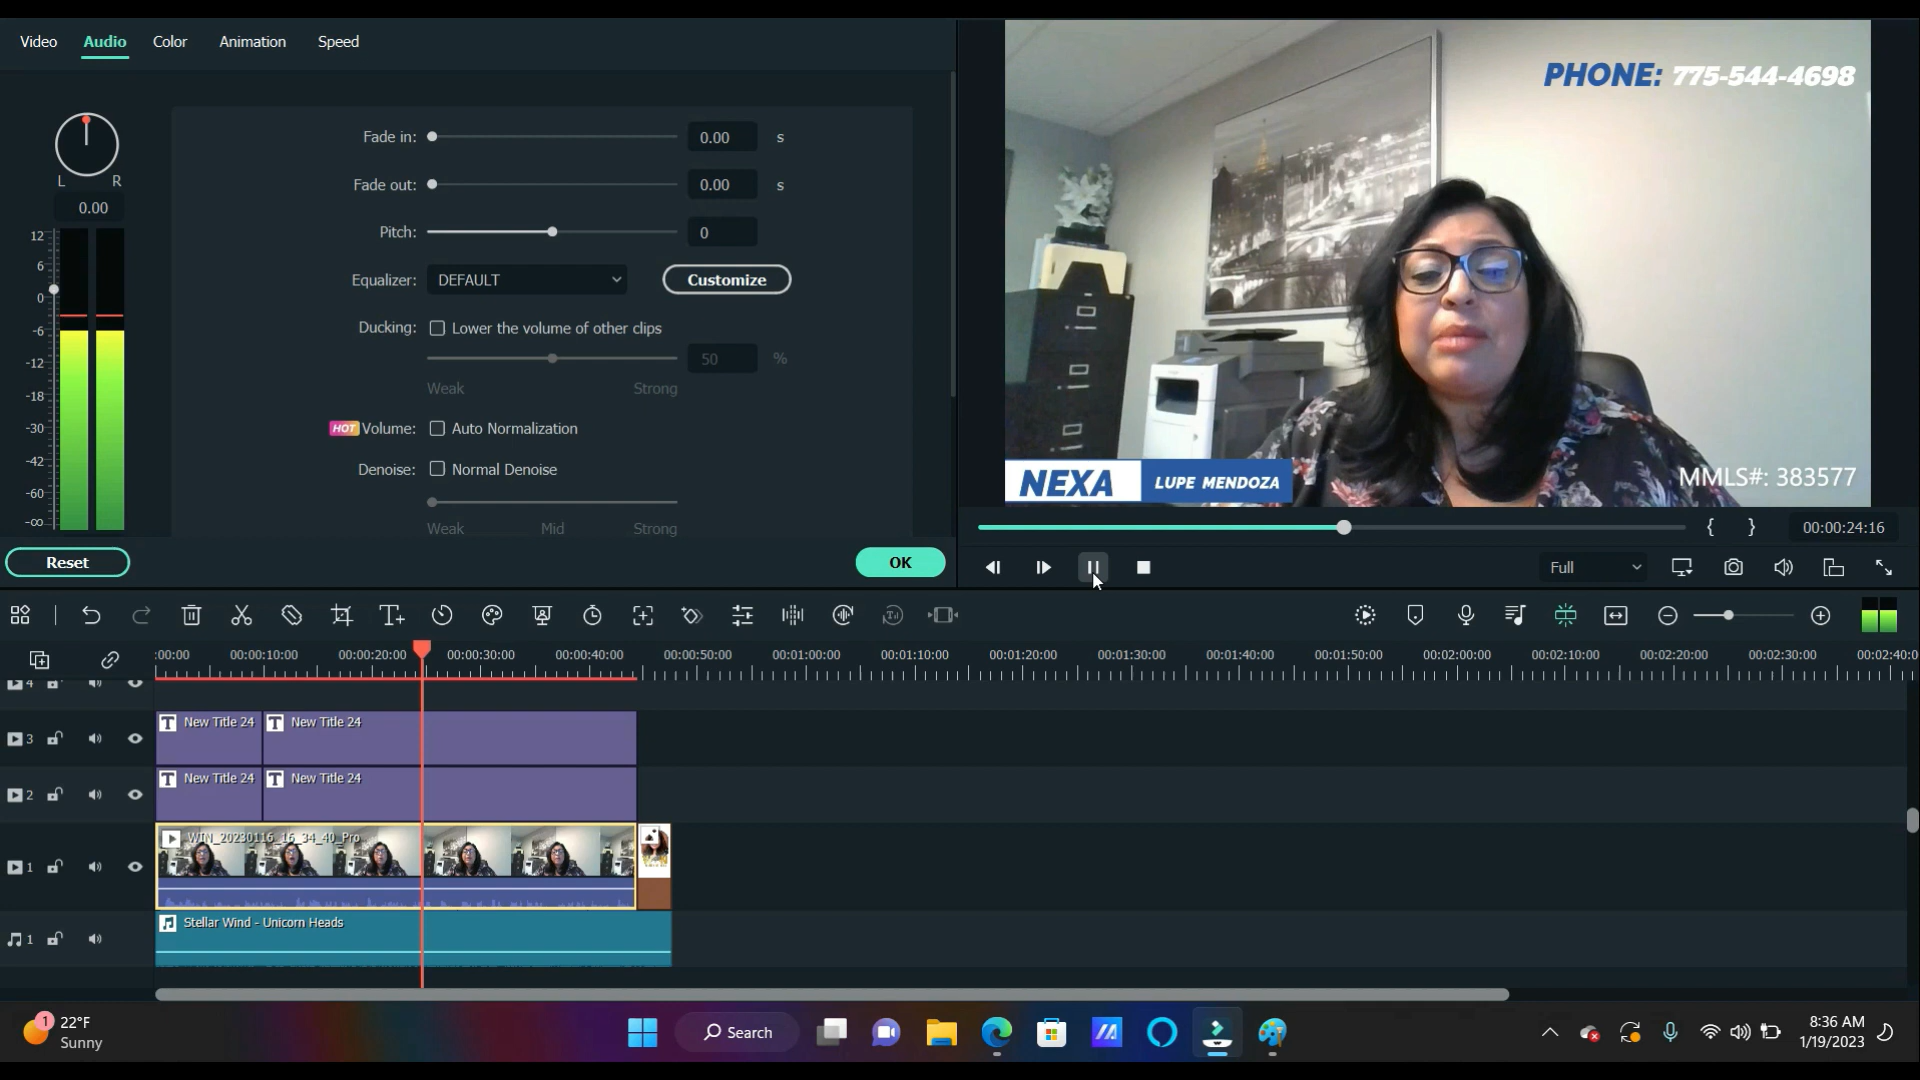 Video Audio Color Animation Speed
L R
0.00
12
6
0
-6
-12
-18
-30
-42
-60
-∞
Fade in: 0.00 s
Fade out: 0.00 s
Pitch: 0
Equalizer: DEFAULT Customize
Ducking: Lower the volume of other clips
50 %
Weak Strong
HOT Volume: Auto Normalization
Denoise: Normal Denoise
Weak Mid Strong
Reset OK
PHONE: 775-544-4698
NEXA LUPE MENDOZA
MMLS#: 383577
{ } 00:00:24:16
Full
:00:00 00:00:10:00 00:00:20:00 00:00:30:00 00:00:40:00 00:00:50:00 00:01:00:00 00:01:10:00 00:01:20:00 00:01:30:00 00:01:40:00 00:01:50:00 00:02:00:00 00:02:10:00 00:02:20:00 00:02:30:00 00:02:40:0
4
3 New Title 24 New Title 24
2 New Title 24 New Title 24
WIN_20230116_16_34_40_Pro
1
Stellar Wind - Unicorn Heads
1
1 22°F
Sunny
Search
8:36 AM
1/19/2023